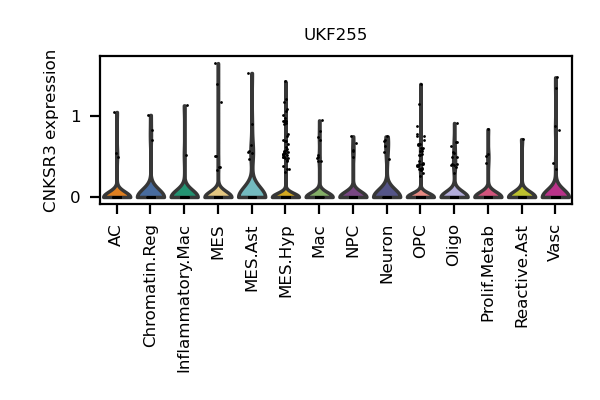 UKF255
CNKSR3 expression
1
0
AC
Chromatin.Reg
Inflammatory.Mac
MES
MES.Ast
MES.Hyp
Mac
NPC
Neuron
OPC
Oligo
Prolif.Metab
Reactive.Ast
Vasc